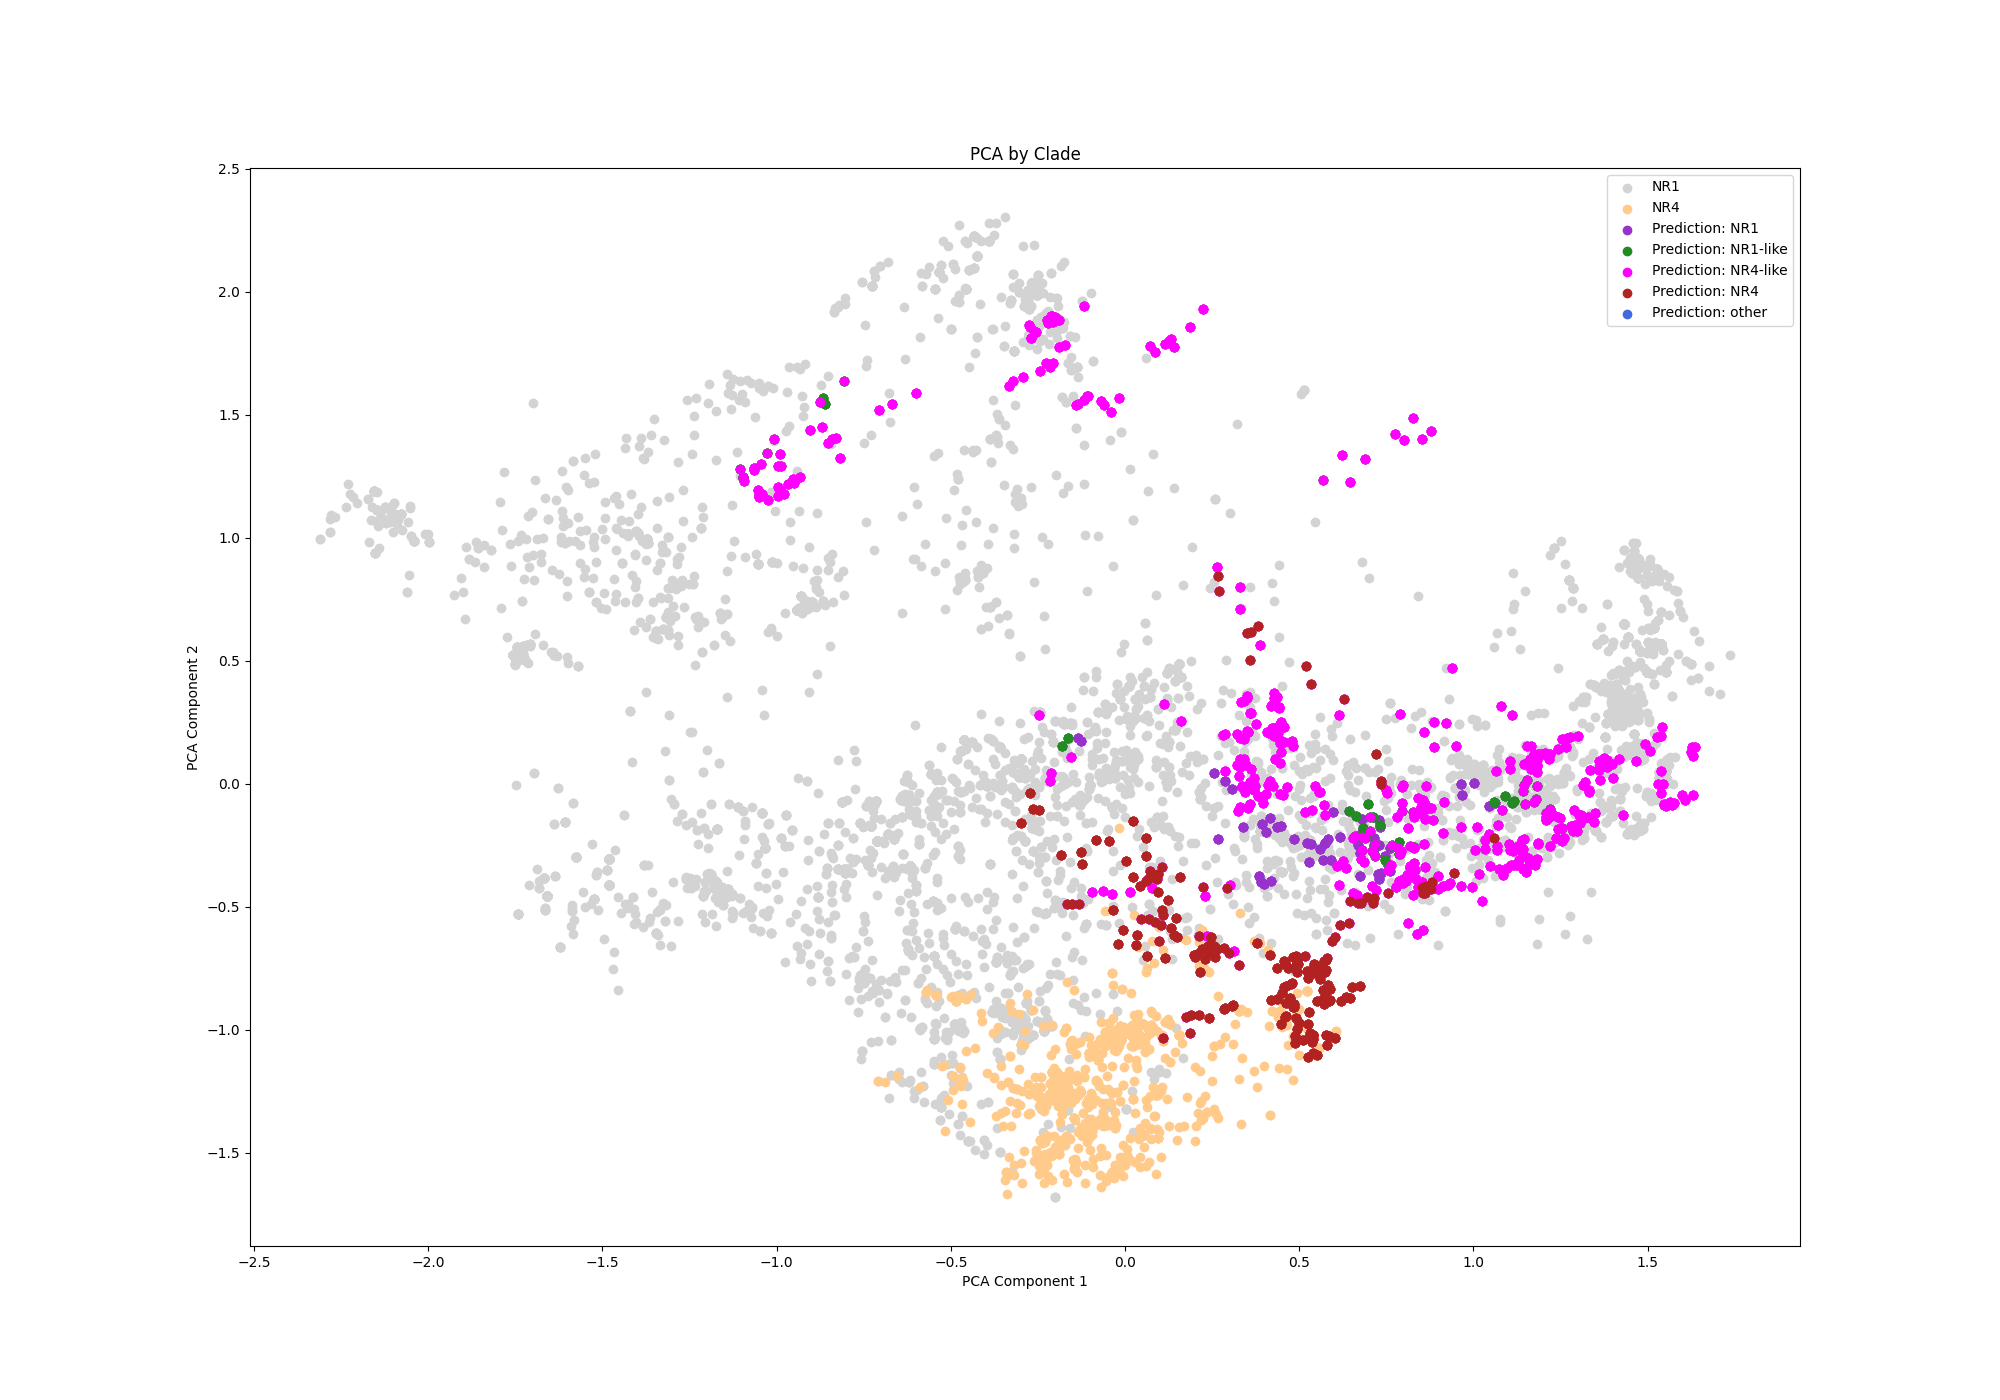 PCA by Clade
2.5
2.0
1.5
1.0
0.5
0.0
−0.5
−1.0
−1.5
PCA Component 2
NR1
NR4
Prediction: NR1
Prediction: NR1-like
Prediction: NR4-like
Prediction: NR4
Prediction: other
−2.5 −2.0 −1.5 −1.0 −0.5 0.0 0.5 1.0 1.5
PCA Component 1